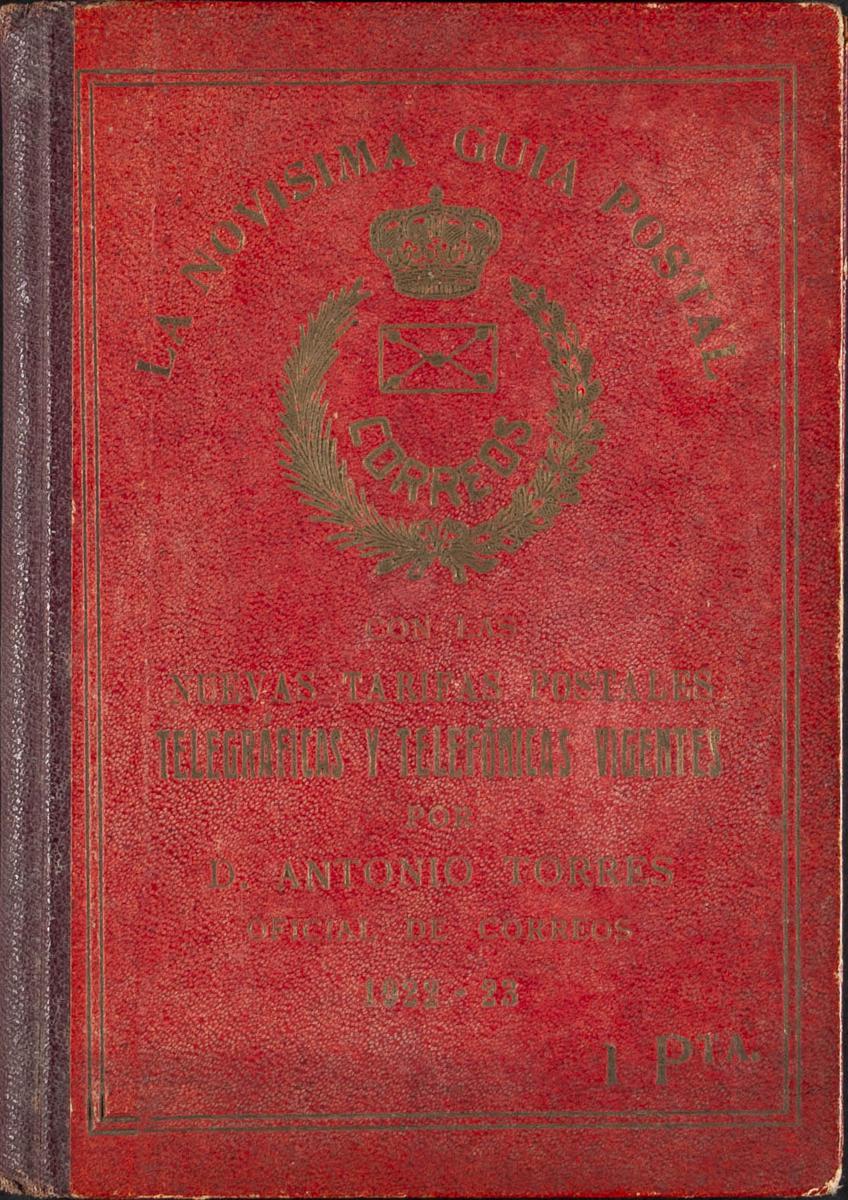 LA NOVISIMA GUIA POSTAL
CORREOS
CON LAS
NUEVAS TARIFAS POSTALES
TELEGRÁFICAS Y TELEFÓNICAS VIGENTES
POR
D. ANTONIO TORRES
OFICIAL DE CORREOS
1922-23
1 PTA.